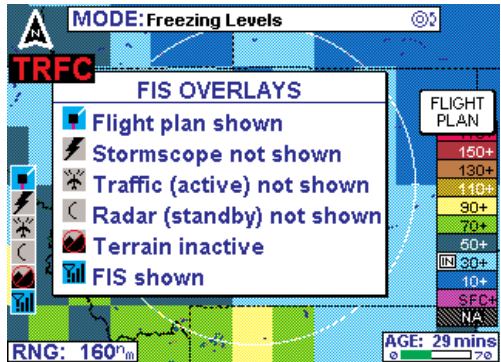 N
MODE: Freezing Levels
TRFC
FIS OVERLAYS
Flight plan shown
Stormscope not shown
Traffic (active) not shown
Radar (standby) not shown
Terrain inactive
FIS shown
FLIGHT
PLAN
150+
130+
110+
90+
70+
50+
IN 30+
10+
SFC+
NA
RNG: 160nm
AGE: 29 mins
0 70